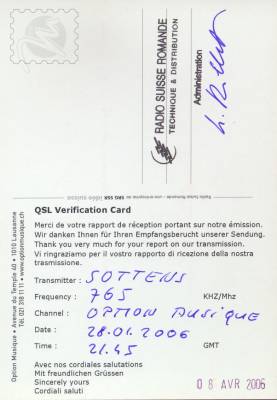 RADIO SUISSE ROMANDE
TECHNIQUE & DISTRIBUTION
Administration
QSL Verification Card
Merci de votre rapport de réception portant sur notre émission.
Wir danken Ihnen für Ihren Empfangsberucht unserer Sendung.
Thank you very much for your report on our transmission.
Vi ringraziamo per il vostro rapporto di ricezione della nostra
trasmissione.
Transmitter : SOTTENS
Frequency : 765 KHZ/Mhz
Channel : OPTION MUSIQUE
Date : 28.01.2006
Time : 21.45 GMT
Avec nos cordiales salutations
Mit freundlichen Grüssen
Sincerely yours
Cordiali saluti
08 AVR 2006
Option Musique • Avenue du Temple 40 • 1010 Lausanne
Tél. 021 318 11 11 • www.optionmusique.ch